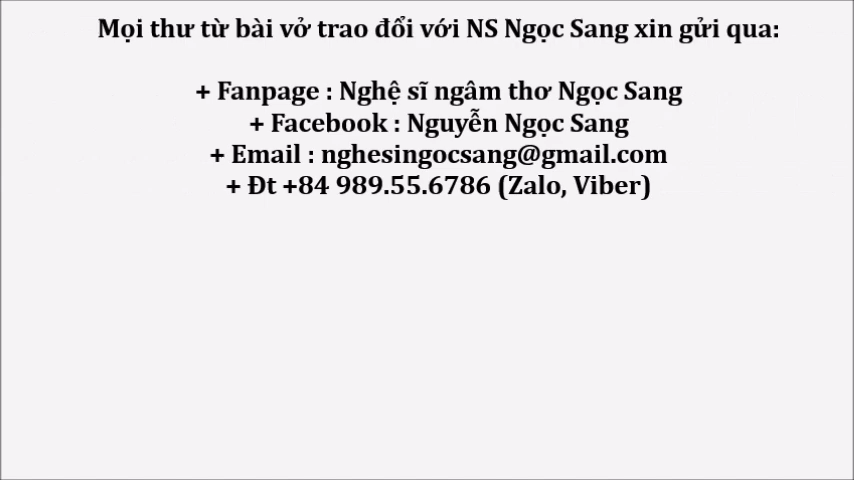 Mọi thư từ bài vở trao đổi với NS Ngọc Sang xin gửi qua:
+ Fanpage : Nghệ sĩ ngâm thơ Ngọc Sang
+ Facebook : Nguyễn Ngọc Sang
+ Email : nghesingocsang@gmail.com
+ Đt +84 989.55.6786 (Zalo, Viber)